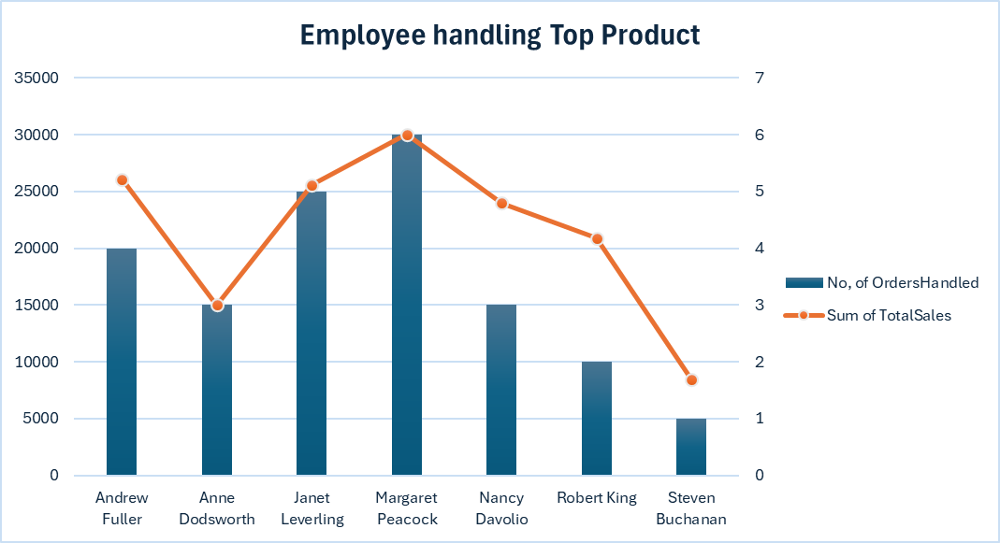 Employee handling Top Product
35000
30000
25000
20000
15000
10000
5000
0
7
6
5
4
3
2
1
0
Andrew
Fuller
Anne
Dodsworth
Janet
Leverling
Margaret
Peacock
Nancy
Davolio
Robert King
Steven
Buchanan
No, of OrdersHandled
Sum of TotalSales